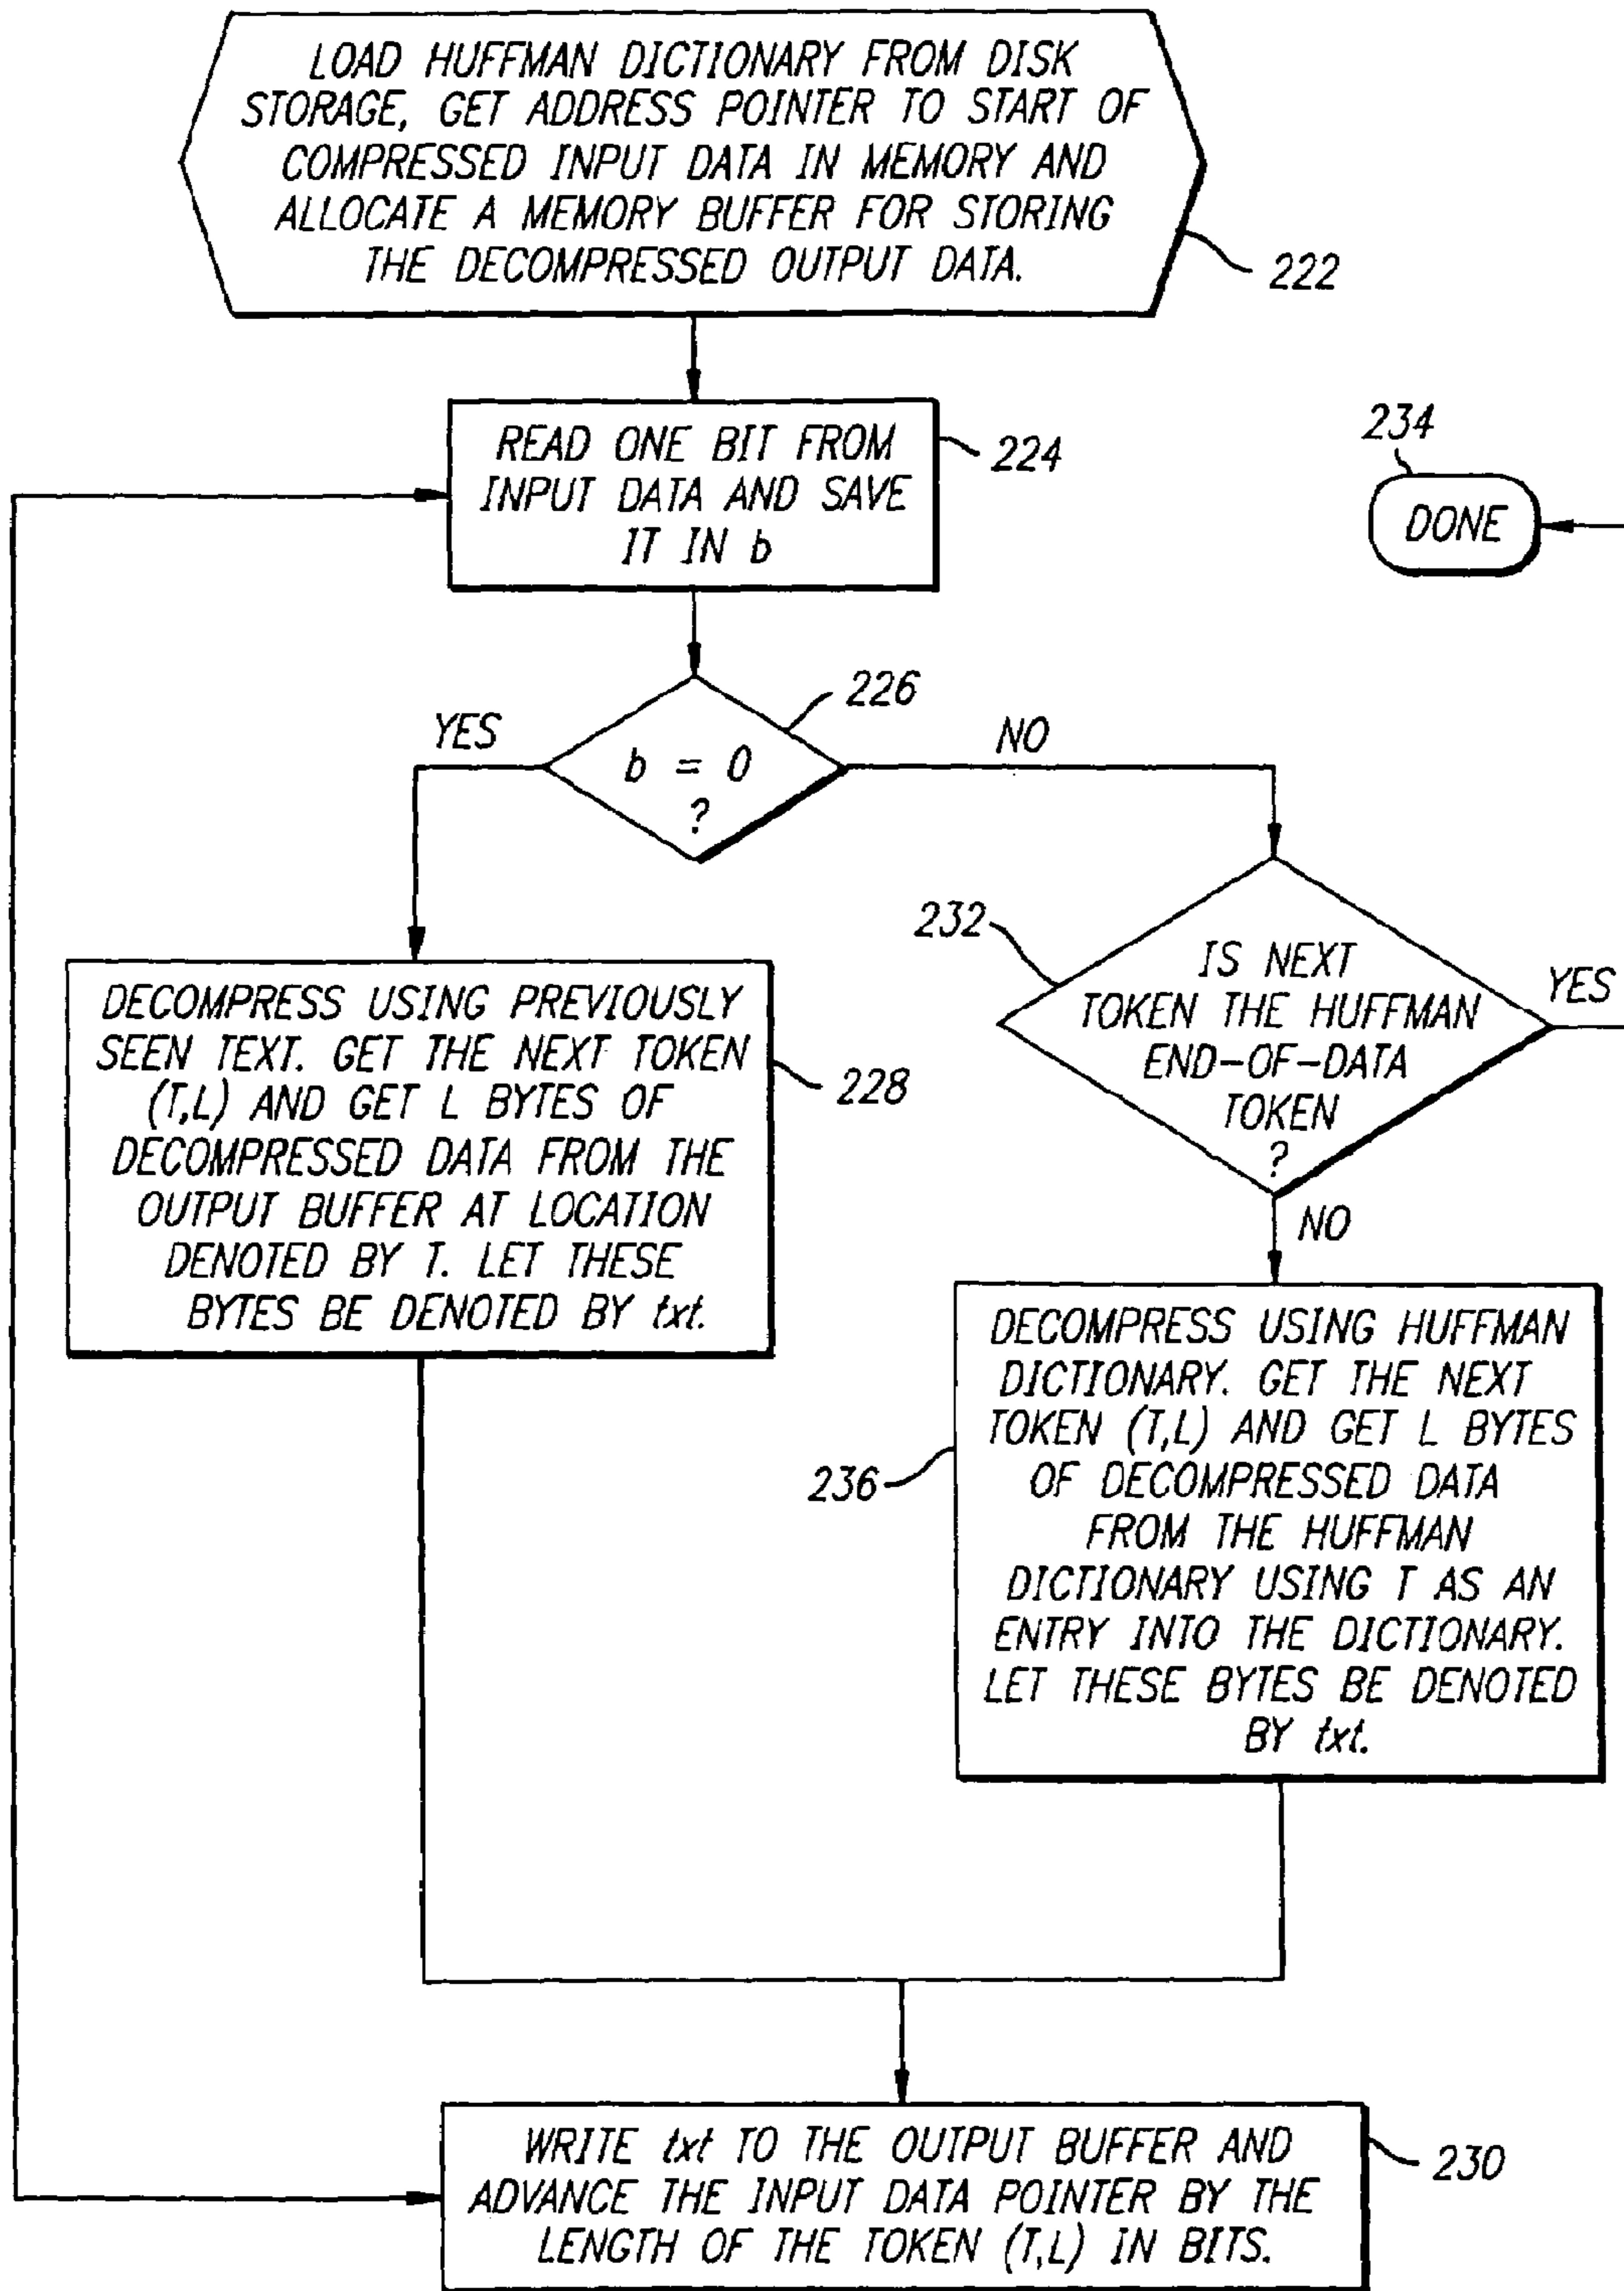 LOAD HUFFMAN DICTIONARY FROM DISK
STORAGE, GET ADDRESS POINTER TO START OF
COMPRESSED INPUT DATA IN MEMORY AND
ALLOCATE A MEMORY BUFFER FOR STORING
THE DECOMPRESSED OUTPUT DATA.
222
READ ONE BIT FROM
INPUT DATA AND SAVE
IT IN b
224
234
DONE
226
YES
b = 0
?
NO
232
IS NEXT
TOKEN THE HUFFMAN
END-OF-DATA
TOKEN
?
YES
NO
DECOMPRESS USING PREVIOUSLY
SEEN TEXT. GET THE NEXT TOKEN
(T,L) AND GET L BYTES OF
DECOMPRESSED DATA FROM THE
OUTPUT BUFFER AT LOCATION
DENOTED BY T. LET THESE
BYTES BE DENOTED BY txt.
228
DECOMPRESS USING HUFFMAN
DICTIONARY. GET THE NEXT
TOKEN (T,L) AND GET L BYTES
OF DECOMPRESSED DATA
FROM THE HUFFMAN
DICTIONARY USING T AS AN
ENTRY INTO THE DICTIONARY.
LET THESE BYTES BE DENOTED
BY txt.
236
WRITE txt TO THE OUTPUT BUFFER AND
ADVANCE THE INPUT DATA POINTER BY THE
LENGTH OF THE TOKEN (T,L) IN BITS.
230